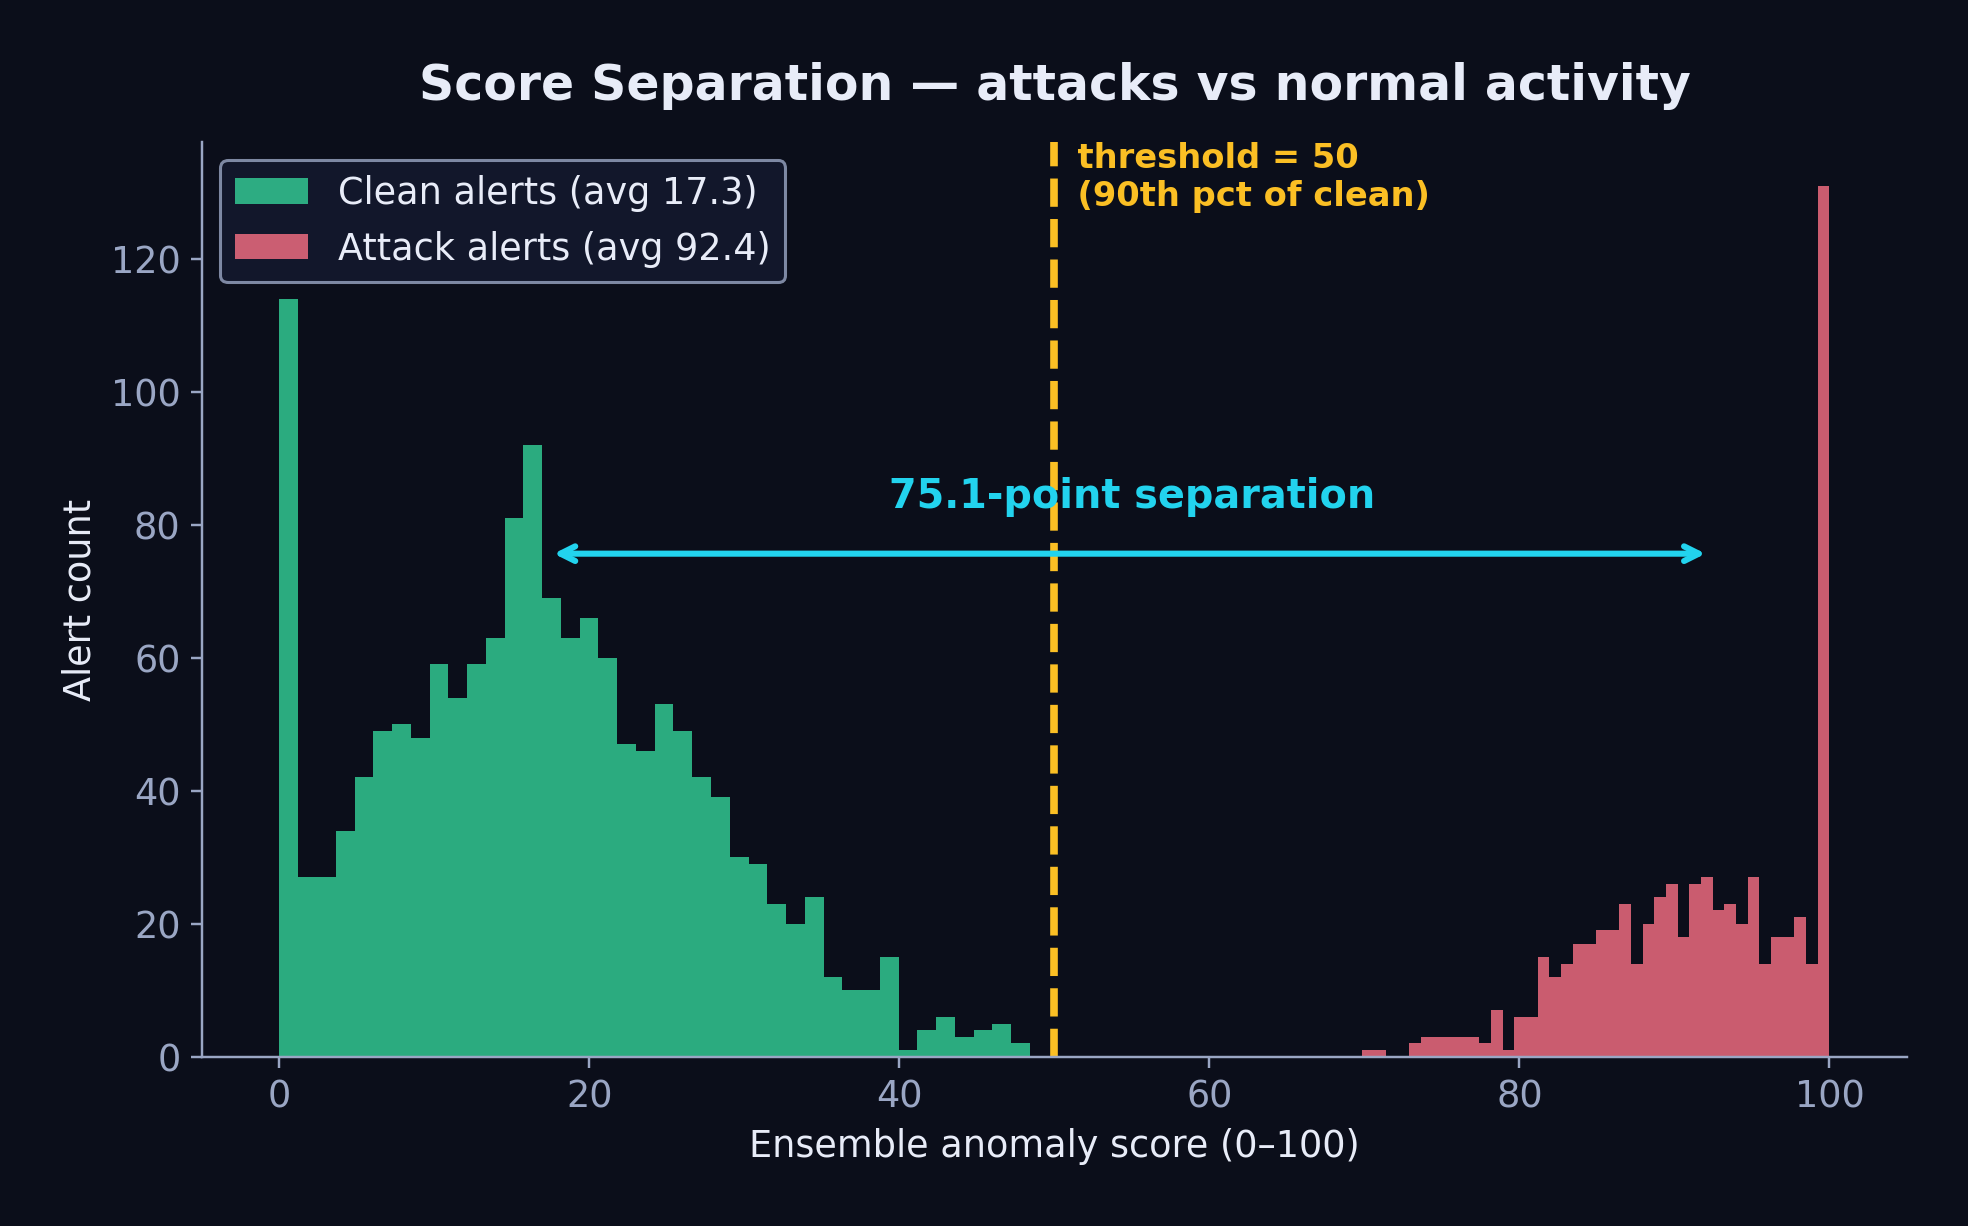 Score Separation — attacks vs normal activity
Clean alerts (avg 17.3)
Attack alerts (avg 92.4)
threshold = 50
(90th pct of clean)
75.1-point separation
Alert count
120
100
80
60
40
20
0
0 20 40 60 80 100
Ensemble anomaly score (0–100)